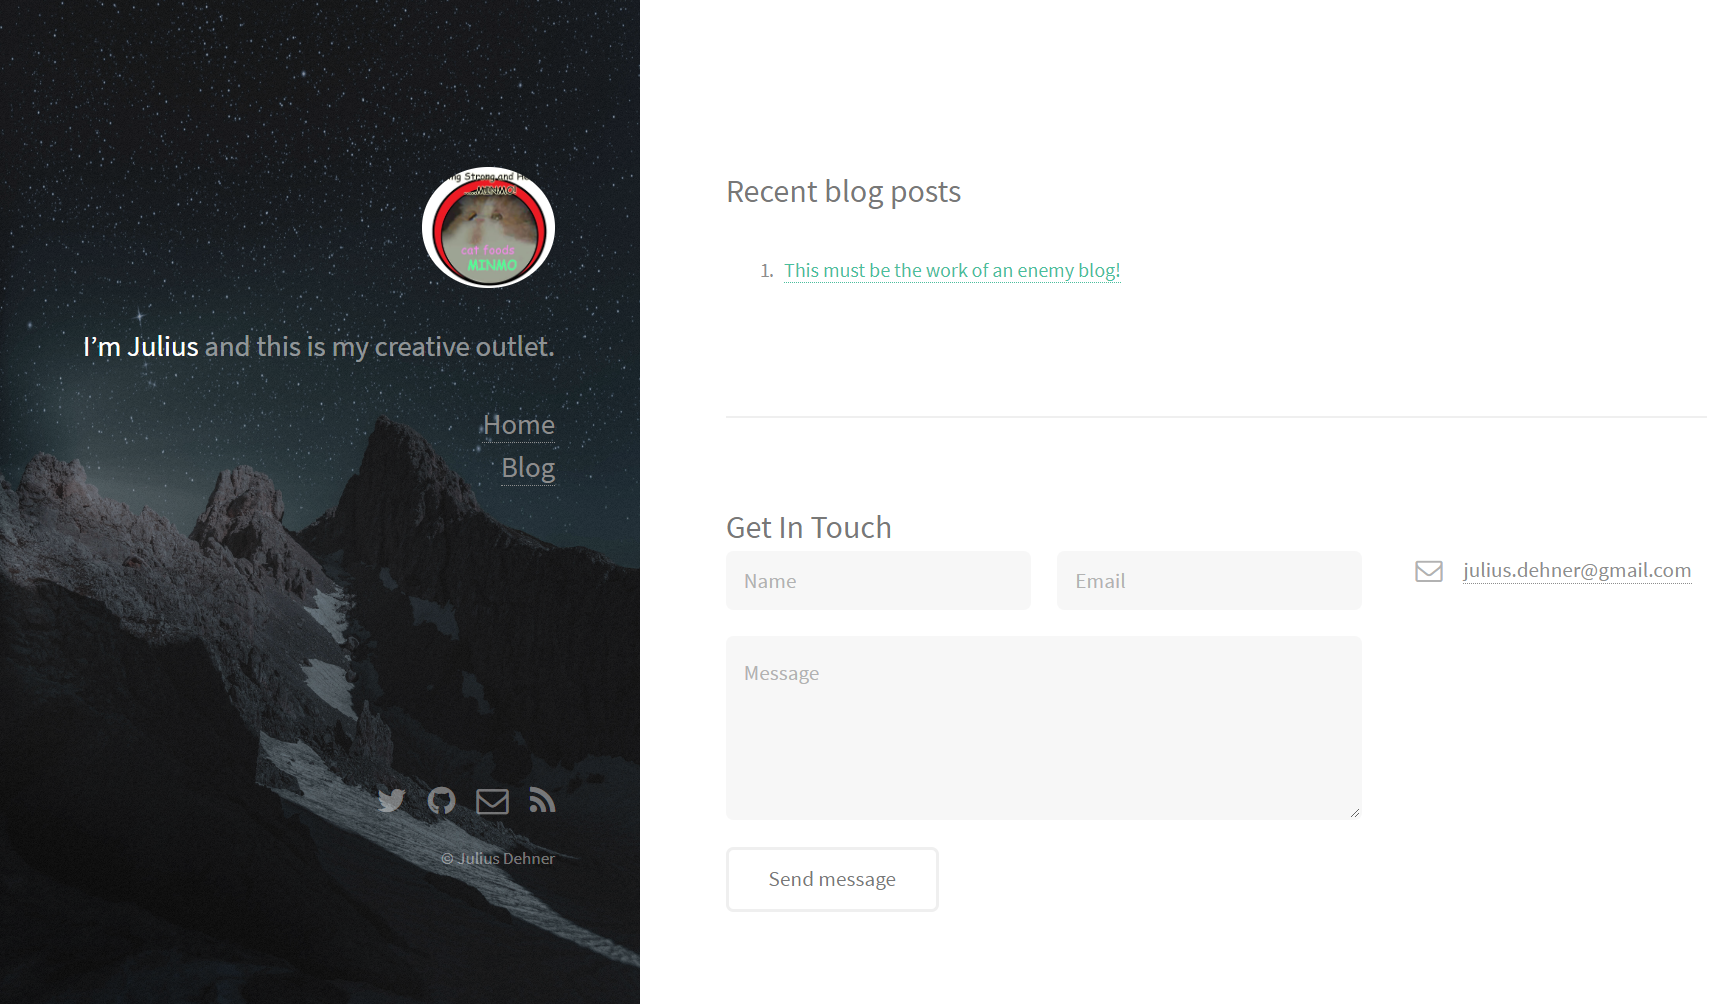 Strong and
....MINMO!
cat foods
MINMO
I'm Julius and this is my creative outlet.
Home
Blog
© Julius Dehner
Recent blog posts
1. This must be the work of an enemy blog!
Get In Touch
Name
Email
julius.dehner@gmail.com
Message
Send message